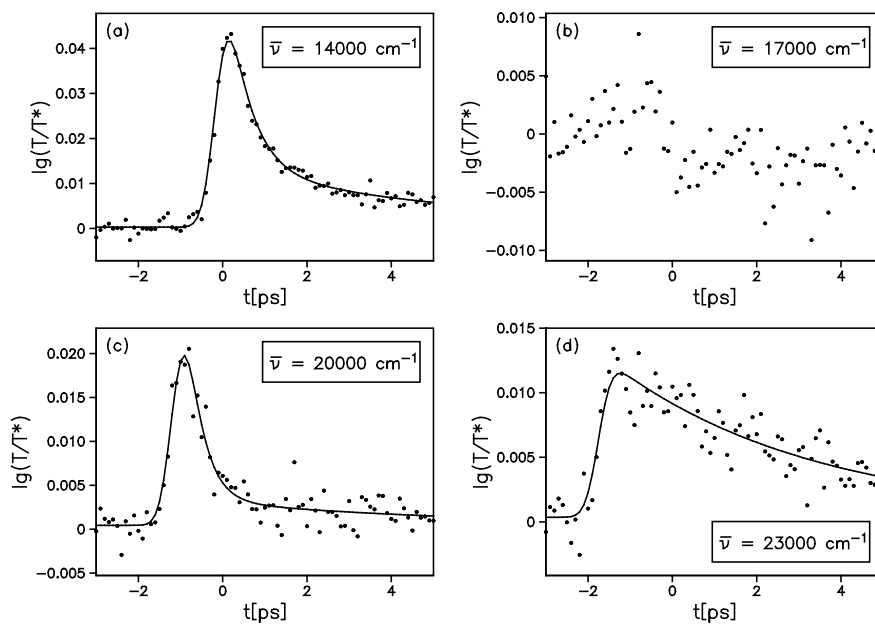 (a)
ν̄ = 14000 cm⁻¹
lg(T/T*)
0.04
0.03
0.02
0.01
0
−2
0
2
4
t[ps]
(b)
ν̄ = 17000 cm⁻¹
lg(T/T*)
0.010
0.005
0
−0.005
−0.010
−2
0
2
4
t[ps]
(c)
ν̄ = 20000 cm⁻¹
lg(T/T*)
0.020
0.015
0.010
0.005
0
−0.005
−2
0
2
4
t[ps]
(d)
lg(T/T*)
0.015
0.010
0.005
0
ν̄ = 23000 cm⁻¹
−2
0
2
4
t[ps]